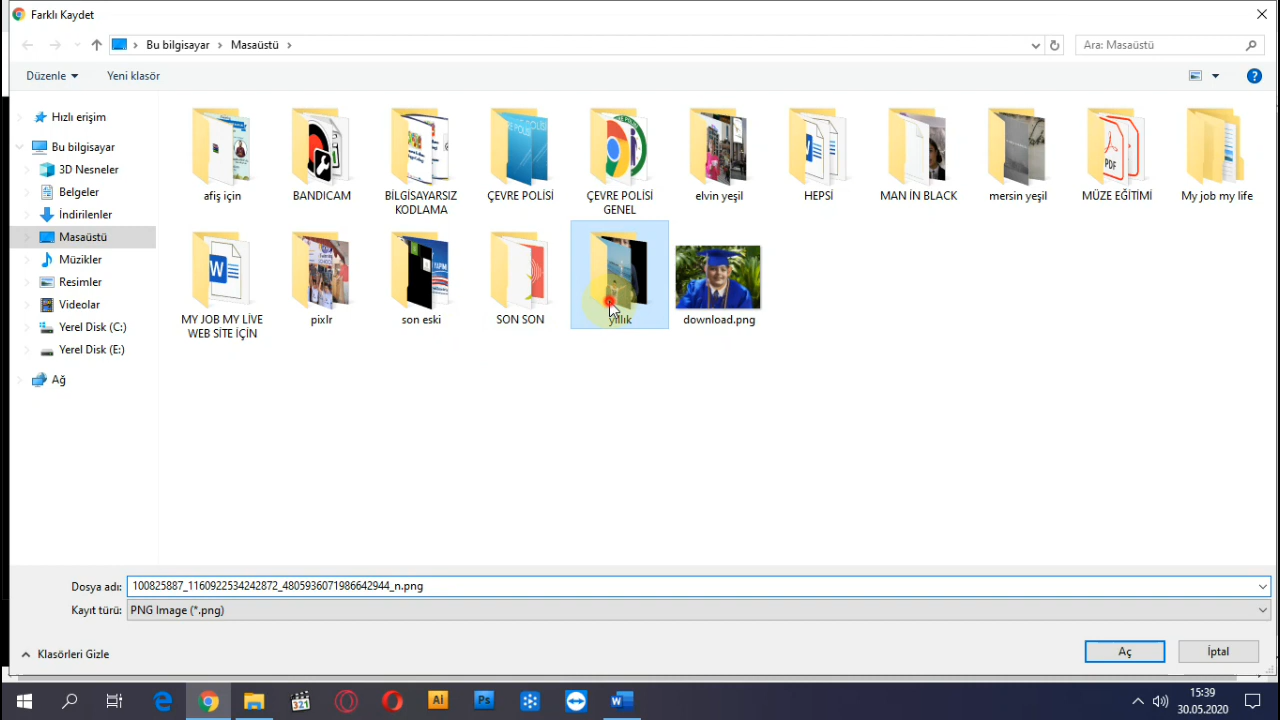 Farklı Kaydet
Bu bilgisayar
Masaüstü
Ara: Masaüstü
Düzenle
Yeni klasör
Hızlı erişim
Bu bilgisayar
3D Nesneler
Belgeler
İndirilenler
Masaüstü
Müzikler
Resimler
Videolar
Yerel Disk (C:)
Yerel Disk (E:)
Ağ
afiş için
BANDICAM
BİLGİSAYARSIZ
KODLAMA
ÇEVRE POLİSİ
ÇEVRE POLİSİ
GENEL
elvin yeşil
HEPSİ
MAN İN BLACK
mersin yeşil
MÜZE EĞİTİMİ
My job my life
MY JOB MY LİVE
WEB SİTE İÇİN
pixlr
son eski
SON SON
yıllık
download.png
Dosya adı:
100825887_1160922534242872_4805936071986642944_n.png
Kayıt türü:
PNG Image (*.png)
Klasörleri Gizle
Aç
İptal
15:39
30.05.2020